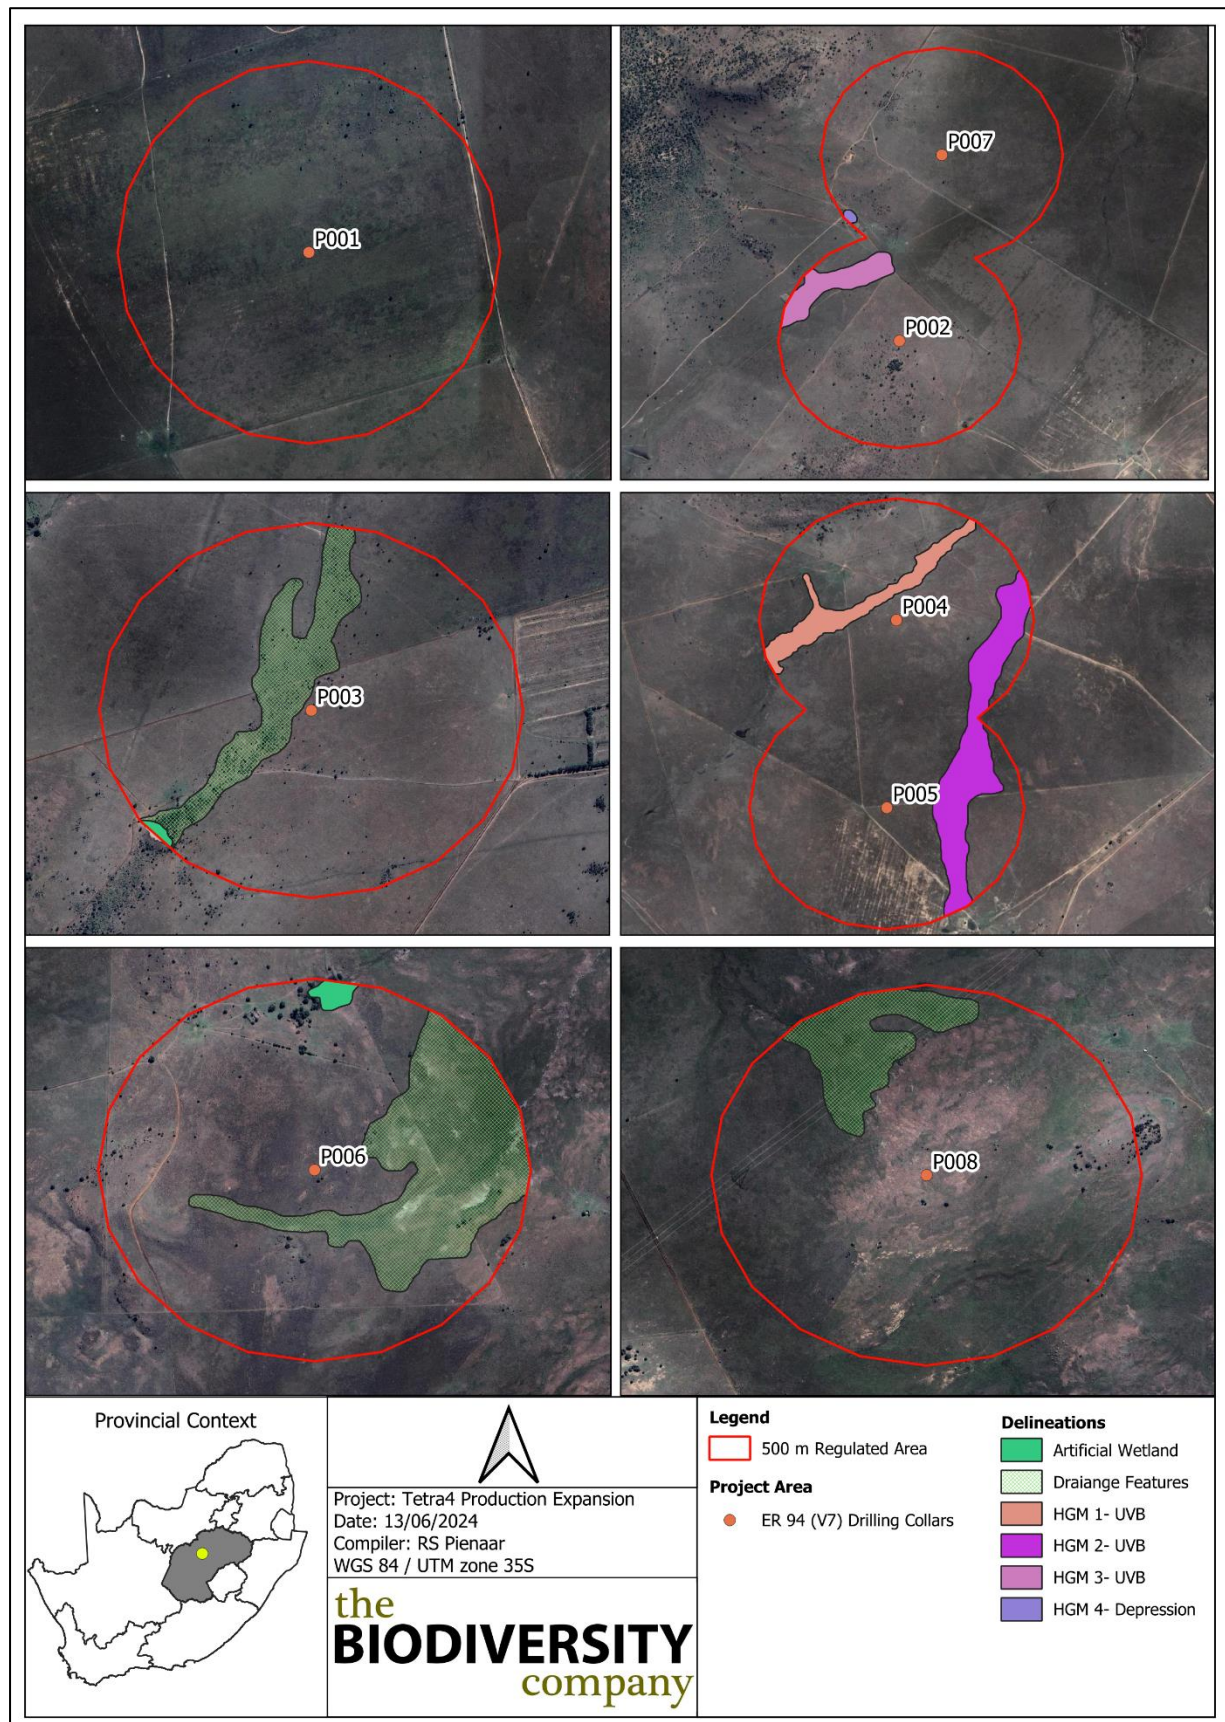 P001
P007
P002
P003
P004
P005
P006
P008
Provincial Context
Project: Tetra4 Production Expansion
Date: 13/06/2024
Compiler: RS Pienaar
WGS 84 / UTM zone 35S
the
BIODIVERSITY
company
Legend
500 m Regulated Area
Project Area
ER 94 (V7) Drilling Collars
Delineations
Artificial Wetland
Draiange Features
HGM 1- UVB
HGM 2- UVB
HGM 3- UVB
HGM 4- Depression